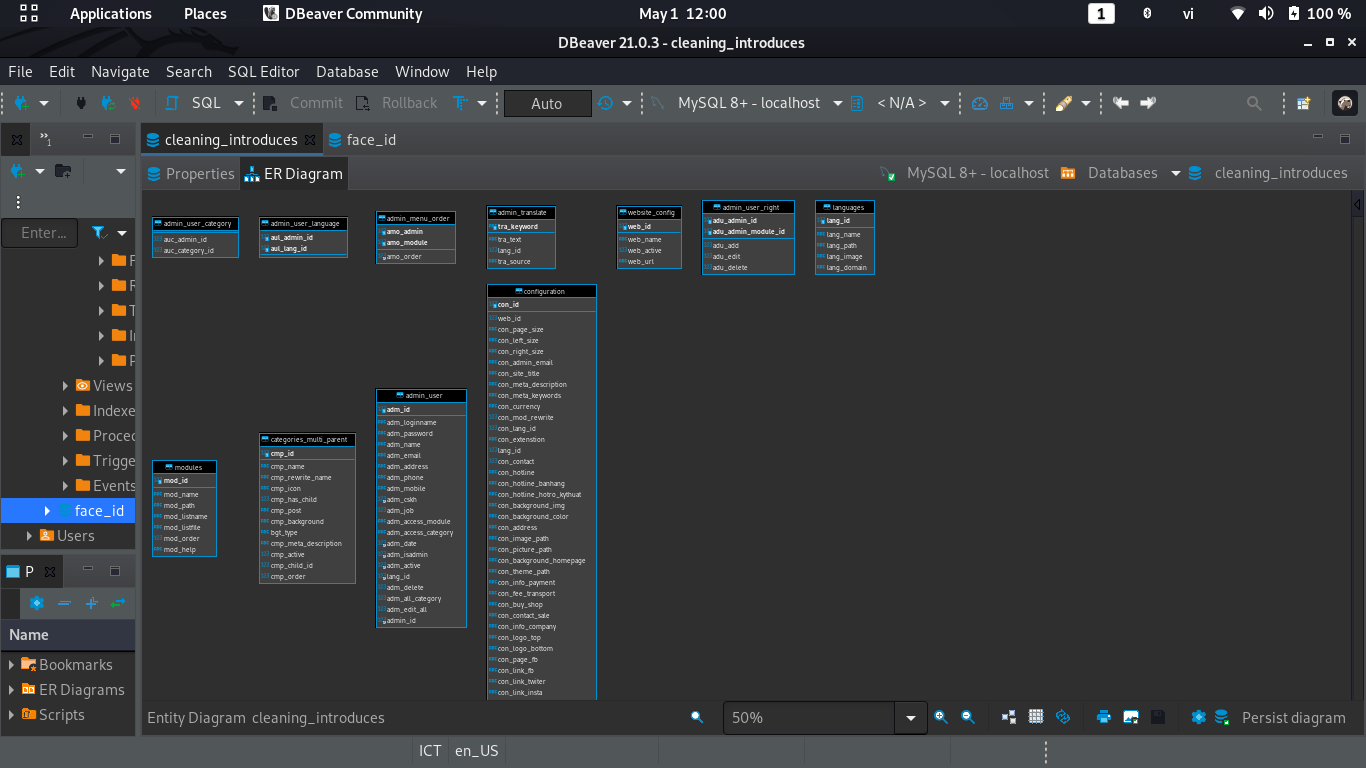 Applications Places DBeaver Community May 1 12:00 1 vi 100 %
DBeaver 21.0.3 - cleaning_introduces
File Edit Navigate Search SQL Editor Database Window Help
SQL Commit Rollback Auto MySQL 8+ - localhost < N/A >
1 cleaning_introduces face_id
Properties ER Diagram MySQL 8+ - localhost Databases cleaning_introduces
Enter...
Views
Indexe
Proced
Trigge
Events
face_id
Users
P
Name
Bookmarks
ER Diagrams
Scripts
admin_user_category
auc_admin_id
auc_category_id
admin_user_language
aul_admin_id
aul_lang_id
admin_menu_order
amo_admin
amo_module
amo_order
admin_translate
tra_keyword
tra_text
lang_id
tra_source
website_config
web_id
web_name
web_active
web_url
admin_user_right
adu_admin_id
adu_admin_module_id
adu_add
adu_edit
adu_delete
languages
lang_id
lang_name
lang_path
lang_image
lang_domain
modules
mod_id
mod_name
mod_path
mod_listname
mod_listfile
mod_order
mod_help
categories_multi_parent
cmp_id
cmp_name
cmp_rewrite_name
cmp_icon
cmp_has_child
cmp_post
cmp_background
bgt_type
cmp_meta_description
cmp_active
cmp_child_id
cmp_order
admin_user
adm_id
adm_loginname
adm_password
adm_name
adm_email
adm_address
adm_phone
adm_mobile
adm_cskh
adm_job
adm_access_module
adm_access_category
adm_date
adm_isadmin
adm_active
lang_id
adm_delete
adm_all_category
adm_edit_all
admin_id
configuration
con_id
web_id
con_page_size
con_left_size
con_right_size
con_admin_email
con_site_title
con_meta_description
con_meta_keywords
con_currency
con_mod_rewrite
con_lang_id
con_extenstion
lang_id
con_contact
con_hotline
con_hotline_banhang
con_hotline_hotro_kythuat
con_background_img
con_background_color
con_address
con_image_path
con_picture_path
con_background_homepage
con_theme_path
con_info_payment
con_fee_transport
con_buy_shop
con_contact_sale
con_info_company
con_logo_top
con_logo_bottom
con_page_fb
con_link_fb
con_link_twiter
con_link_insta
Entity Diagram cleaning_introduces 50% Persist diagram
ICT en_US